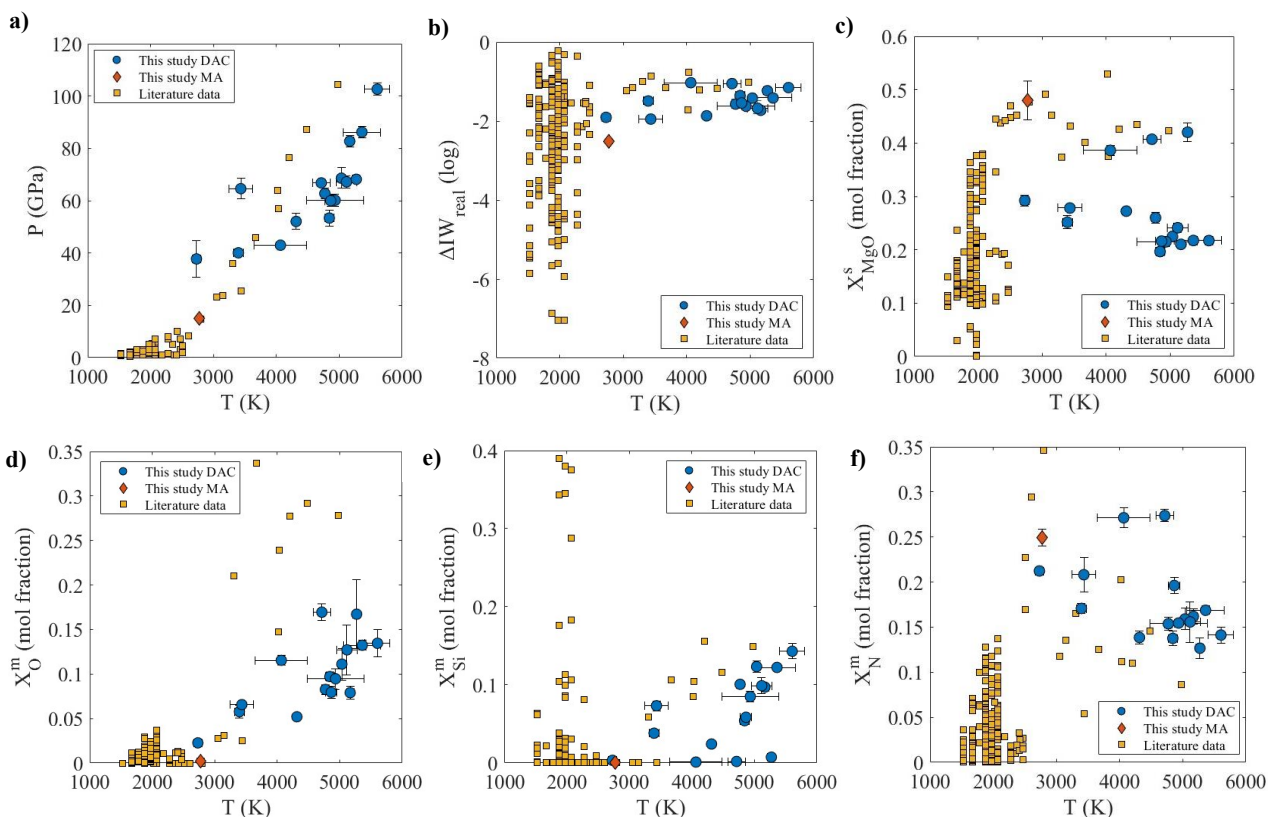 a)
120
100
80
60
40
20
0
P (GPa)
This study DAC
This study MA
Literature data
1000 2000 3000 4000 5000 6000
T (K)
b)
-0
-2
-4
-6
-8
ΔIW_real (log)
This study DAC
This study MA
Literature data
1000 2000 3000 4000 5000 6000
T (K)
c)
0.6
0.5
0.4
0.3
0.2
0.1
0
X^s_MgO (mol fraction)
This study DAC
This study MA
Literature data
1000 2000 3000 4000 5000 6000
T (K)
d)
0.35
0.3
0.25
0.2
0.15
0.1
0.05
0
X^m_O (mol fraction)
This study DAC
This study MA
Literature data
1000 2000 3000 4000 5000 6000
T (K)
e)
0.4
0.3
0.2
0.1
0
X^m_Si (mol fraction)
This study DAC
This study MA
Literature data
1000 2000 3000 4000 5000 6000
T (K)
f)
0.35
0.3
0.25
0.2
0.15
0.1
0.05
0
X^m_N (mol fraction)
This study DAC
This study MA
Literature data
1000 2000 3000 4000 5000 6000
T (K)